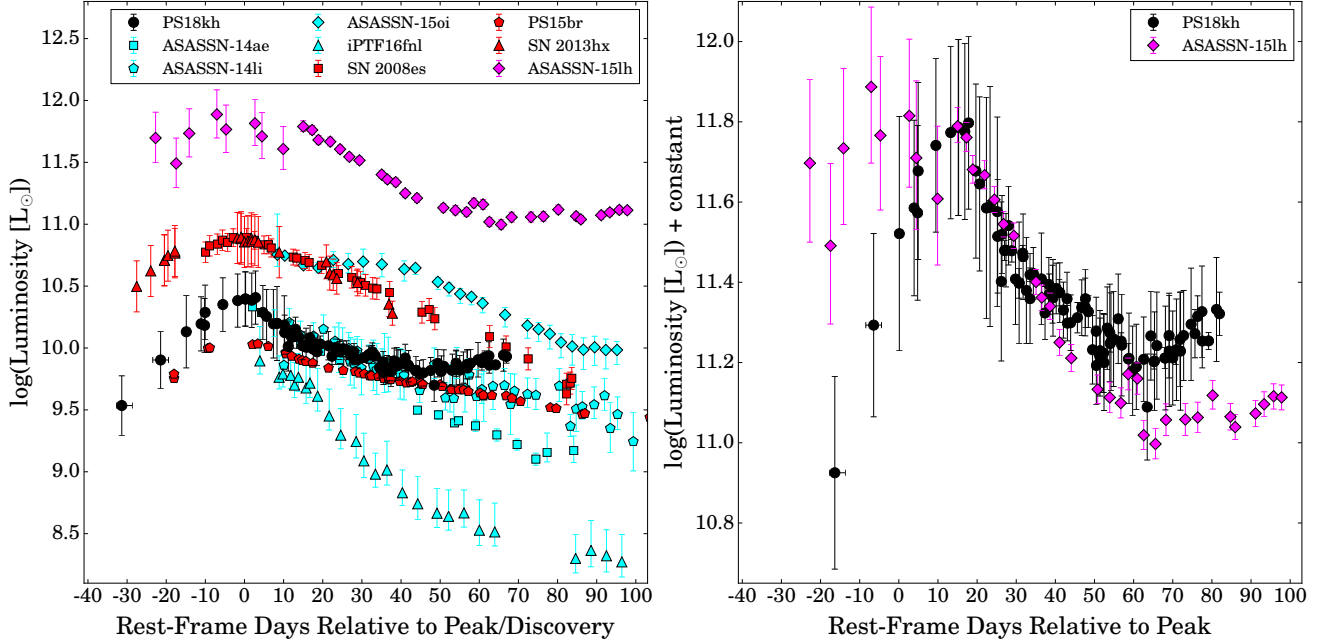 PS18kh
ASASSN-14ae
ASASSN-14li
ASASSN-15oi
iPTF16fnl
SN 2008es
PS15br
SN 2013hx
ASASSN-15lh
log(Luminosity [L⊙])
12.5
12.0
11.5
11.0
10.5
10.0
9.5
9.0
8.5
-40 -30 -20 -10 0 10 20 30 40 50 60 70 80 90 100
Rest-Frame Days Relative to Peak/Discovery
PS18kh
ASASSN-15lh
log(Luminosity [L⊙]) + constant
12.0
11.8
11.6
11.4
11.2
11.0
10.8
-40 -30 -20 -10 0 10 20 30 40 50 60 70 80 90 100
Rest-Frame Days Relative to Peak